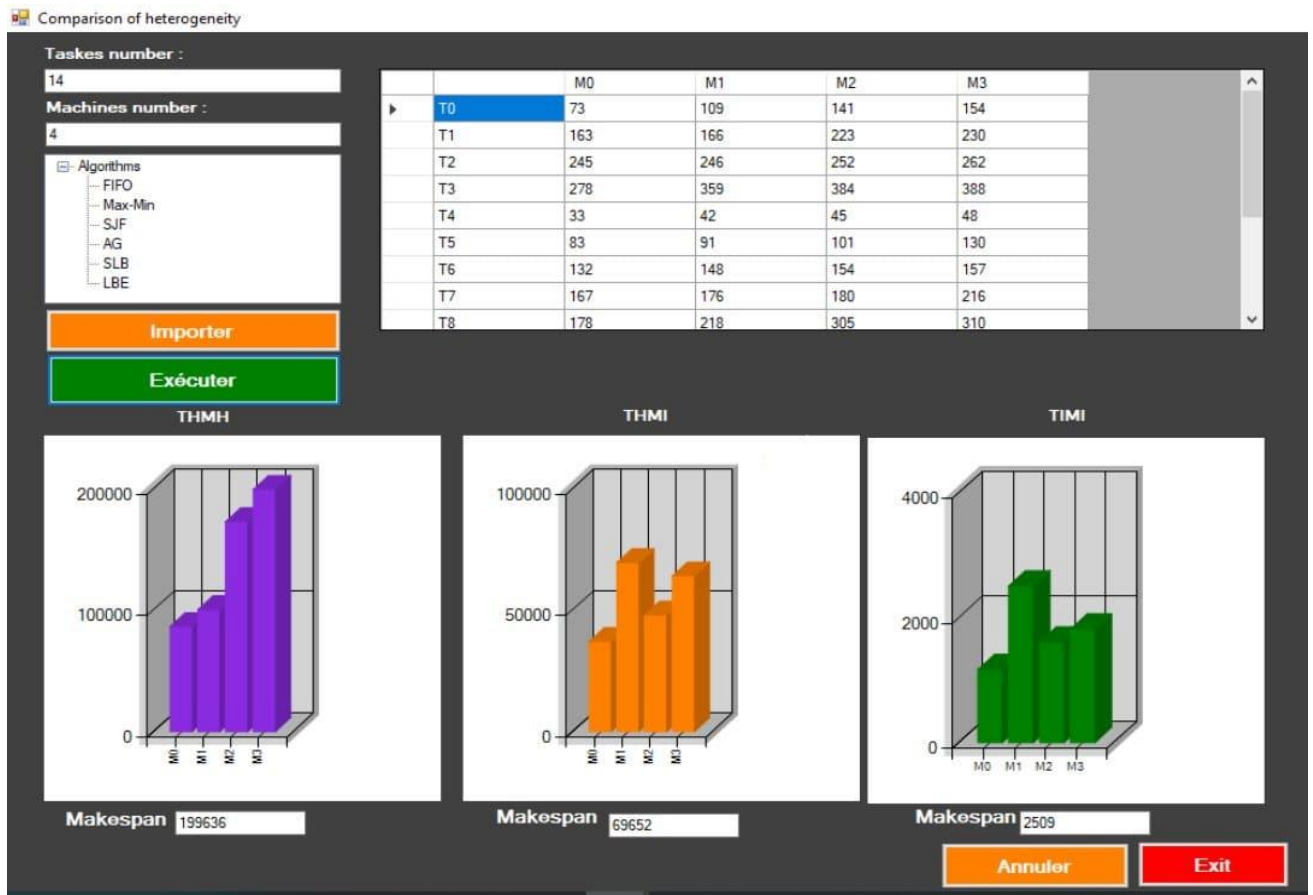 Comparison of heterogeneity
Taskes number :
14
Machines number :
4
Algorithms
FIFO
Max-Min
SJF
AG
SLB
LBE
Importer
Exécuter
M0 M1 M2 M3
T0 73 109 141 154
T1 163 166 223 230
T2 245 246 252 262
T3 278 359 384 388
T4 33 42 45 48
T5 83 91 101 130
T6 132 148 154 157
T7 167 176 180 216
T8 178 218 305 310
THMH
200000
100000
0
M0 M1 M2 M3
Makespan 199636
THMI
100000
50000
0
M0 M1 M2 M3
Makespan 69652
TIMI
4000
2000
0
M0 M1 M2 M3
Makespan 2509
Annuler
Exit